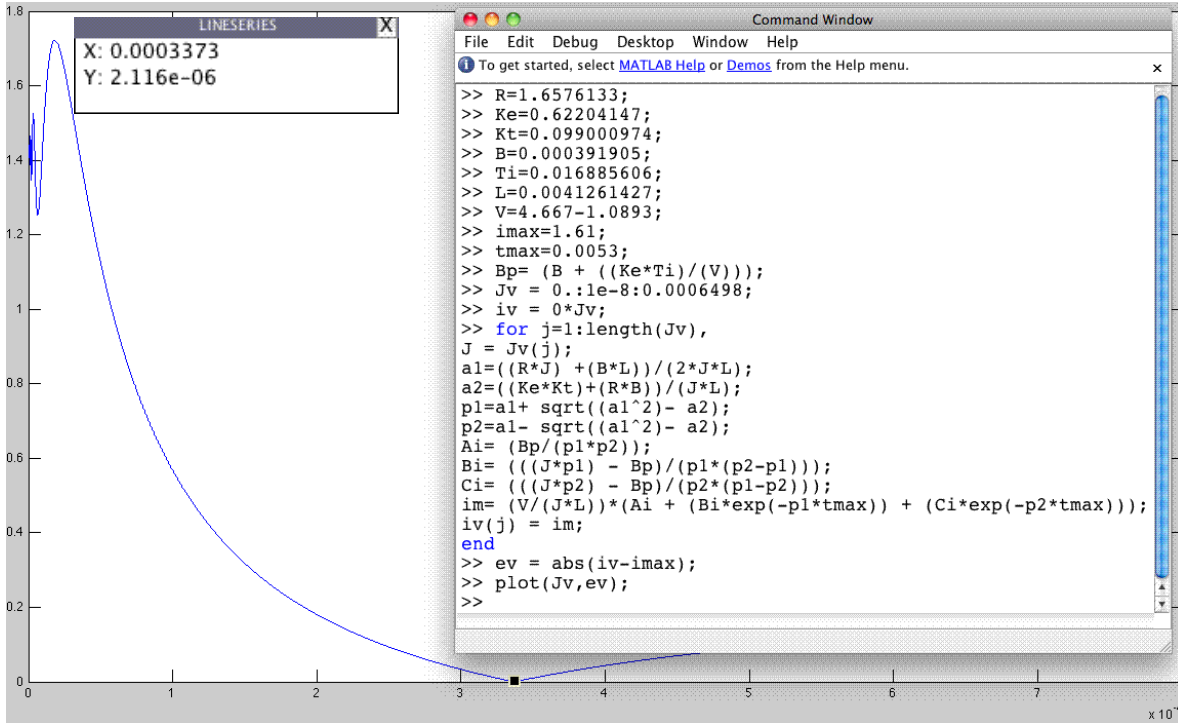 LINESERIES X
X: 0.0003373
Y: 2.116e-06
1.8
1.6
1.4
1.2
1
0.8
0.6
0.4
0.2
0
0 1 2 3 4 5 6 7
Command Window
File Edit Debug Desktop Window Help
To get started, select MATLAB Help or Demos from the Help menu.
>> R=1.6576133;
>> Ke=0.62204147;
>> Kt=0.099000974;
>> B=0.000391905;
>> Ti=0.016885606;
>> L=0.0041261427;
>> V=4.667-1.0893;
>> imax=1.61;
>> tmax=0.0053;
>> Bp= (B + ((Ke*Ti)/(V)));
>> Jv = 0.:1e-8:0.0006498;
>> iv = 0*Jv;
>> for j=1:length(Jv),
J = Jv(j);
a1=((R*J) +(B*L))/(2*J*L);
a2=((Ke*Kt)+(R*B))/(J*L);
p1=a1+ sqrt((a1^2)- a2);
p2=a1- sqrt((a1^2)- a2);
Ai= (Bp/(p1*p2));
Bi= (((J*p1) - Bp)/(p1*(p2-p1)));
Ci= (((J*p2) - Bp)/(p2*(p1-p2)));
im= (V/(J*L))*(Ai + (Bi*exp(-p1*tmax)) + (Ci*exp(-p2*tmax)));
iv(j) = im;
end
>> ev = abs(iv-imax);
>> plot(Jv,ev);
>>